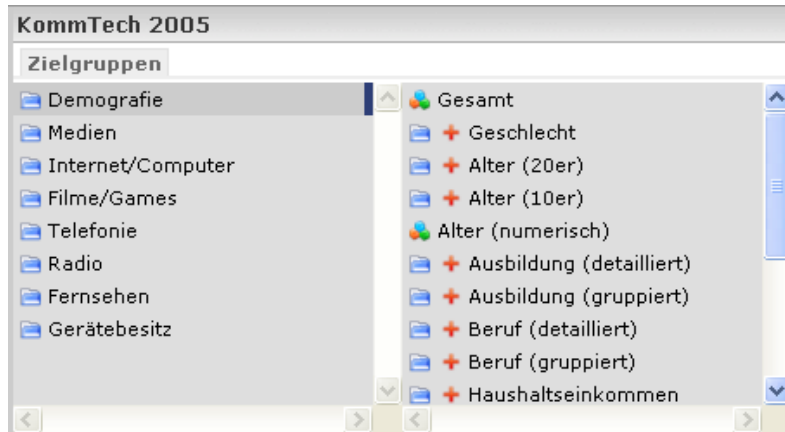 KommTech 2005
Zielgruppen
Demografie
Medien
Internet/Computer
Filme/Games
Telefonie
Radio
Fernsehen
Gerätebesitz
Gesamt
Geschlecht
Alter (20er)
Alter (10er)
Alter (numerisch)
Ausbildung (detailliert)
Ausbildung (gruppiert)
Beruf (detailliert)
Beruf (gruppiert)
Haushaltseinkommen